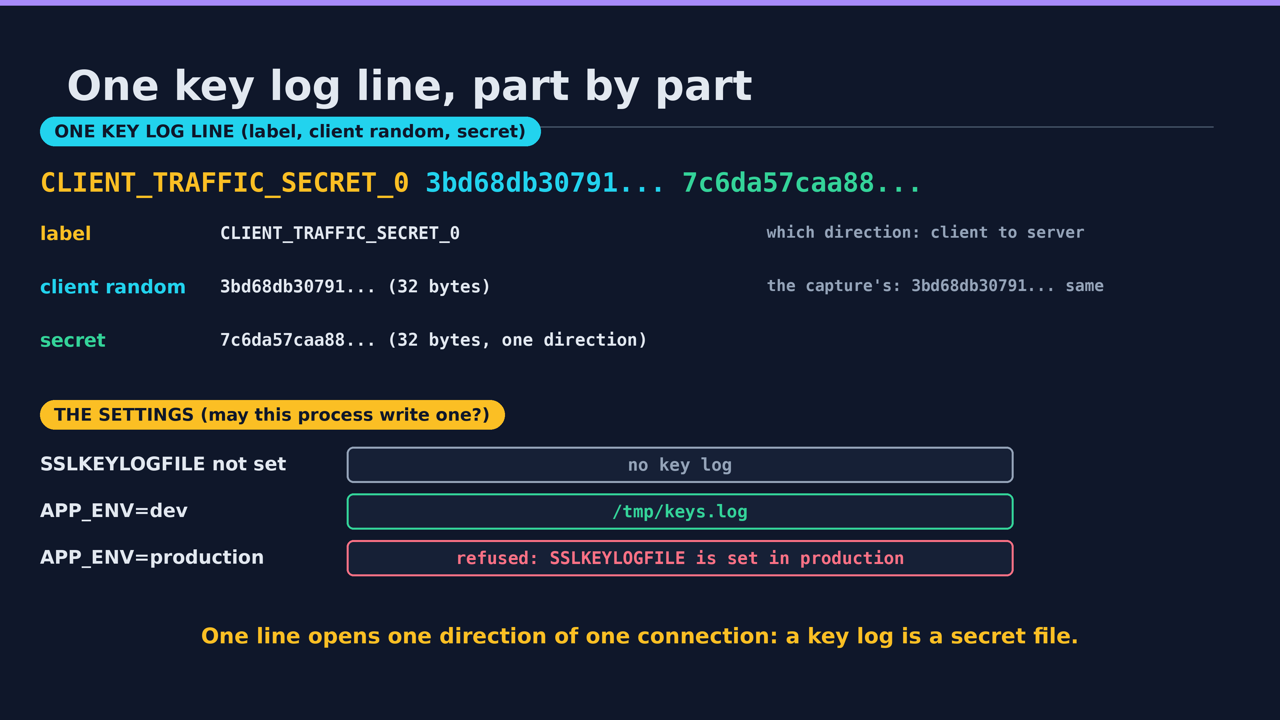 One key log line, part by part
ONE KEY LOG LINE (label, client random, secret)
CLIENT_TRAFFIC_SECRET_0 3bd68db30791... 7c6da57caa88...
label CLIENT_TRAFFIC_SECRET_0 which direction: client to server
client random 3bd68db30791... (32 bytes) the capture's: 3bd68db30791... same
secret 7c6da57caa88... (32 bytes, one direction)
THE SETTINGS (may this process write one?)
SSLKEYLOGFILE not set no key log
APP_ENV=dev /tmp/keys.log
APP_ENV=production refused: SSLKEYLOGFILE is set in production
One line opens one direction of one connection: a key log is a secret file.